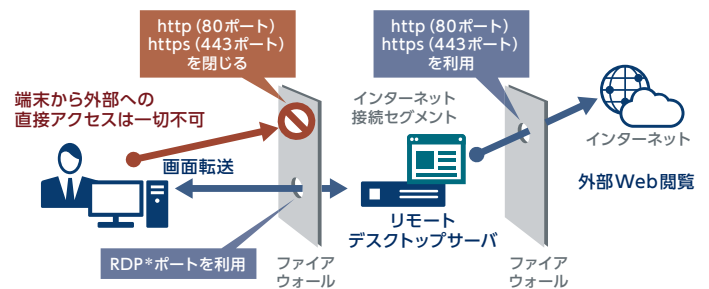 http（80ポート）
https（443ポート）
を閉じる
http（80ポート）
https（443ポート）
を利用
端末から外部への
直接アクセスは一切不可
インターネット
接続セグメント
インターネット
画面転送
外部Web閲覧
リモート
デスクトップサーバ
RDP*ポートを利用
ファイア
ウォール
ファイア
ウォール